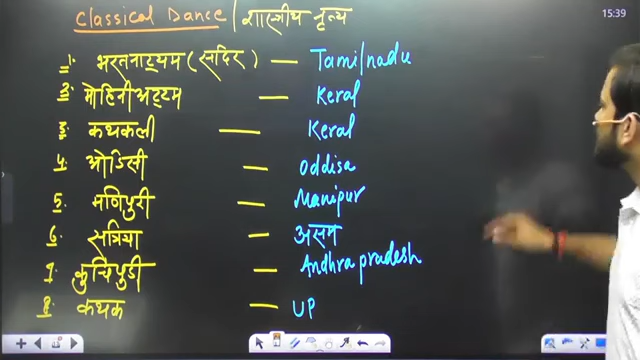 Classical Dance / शास्त्रीय नृत्य
15:39
1. भरतनाट्यम (सदिर) — Tamilnadu
2. मोहिनीअट्टम — Keral
3. कथकली — Keral
4. ओडिसी — Oddisa
5. मणिपुरी — Manipur
6. सत्रिया — असम
7. कुचिपुडी — Andhra pradesh
8. कथक — UP